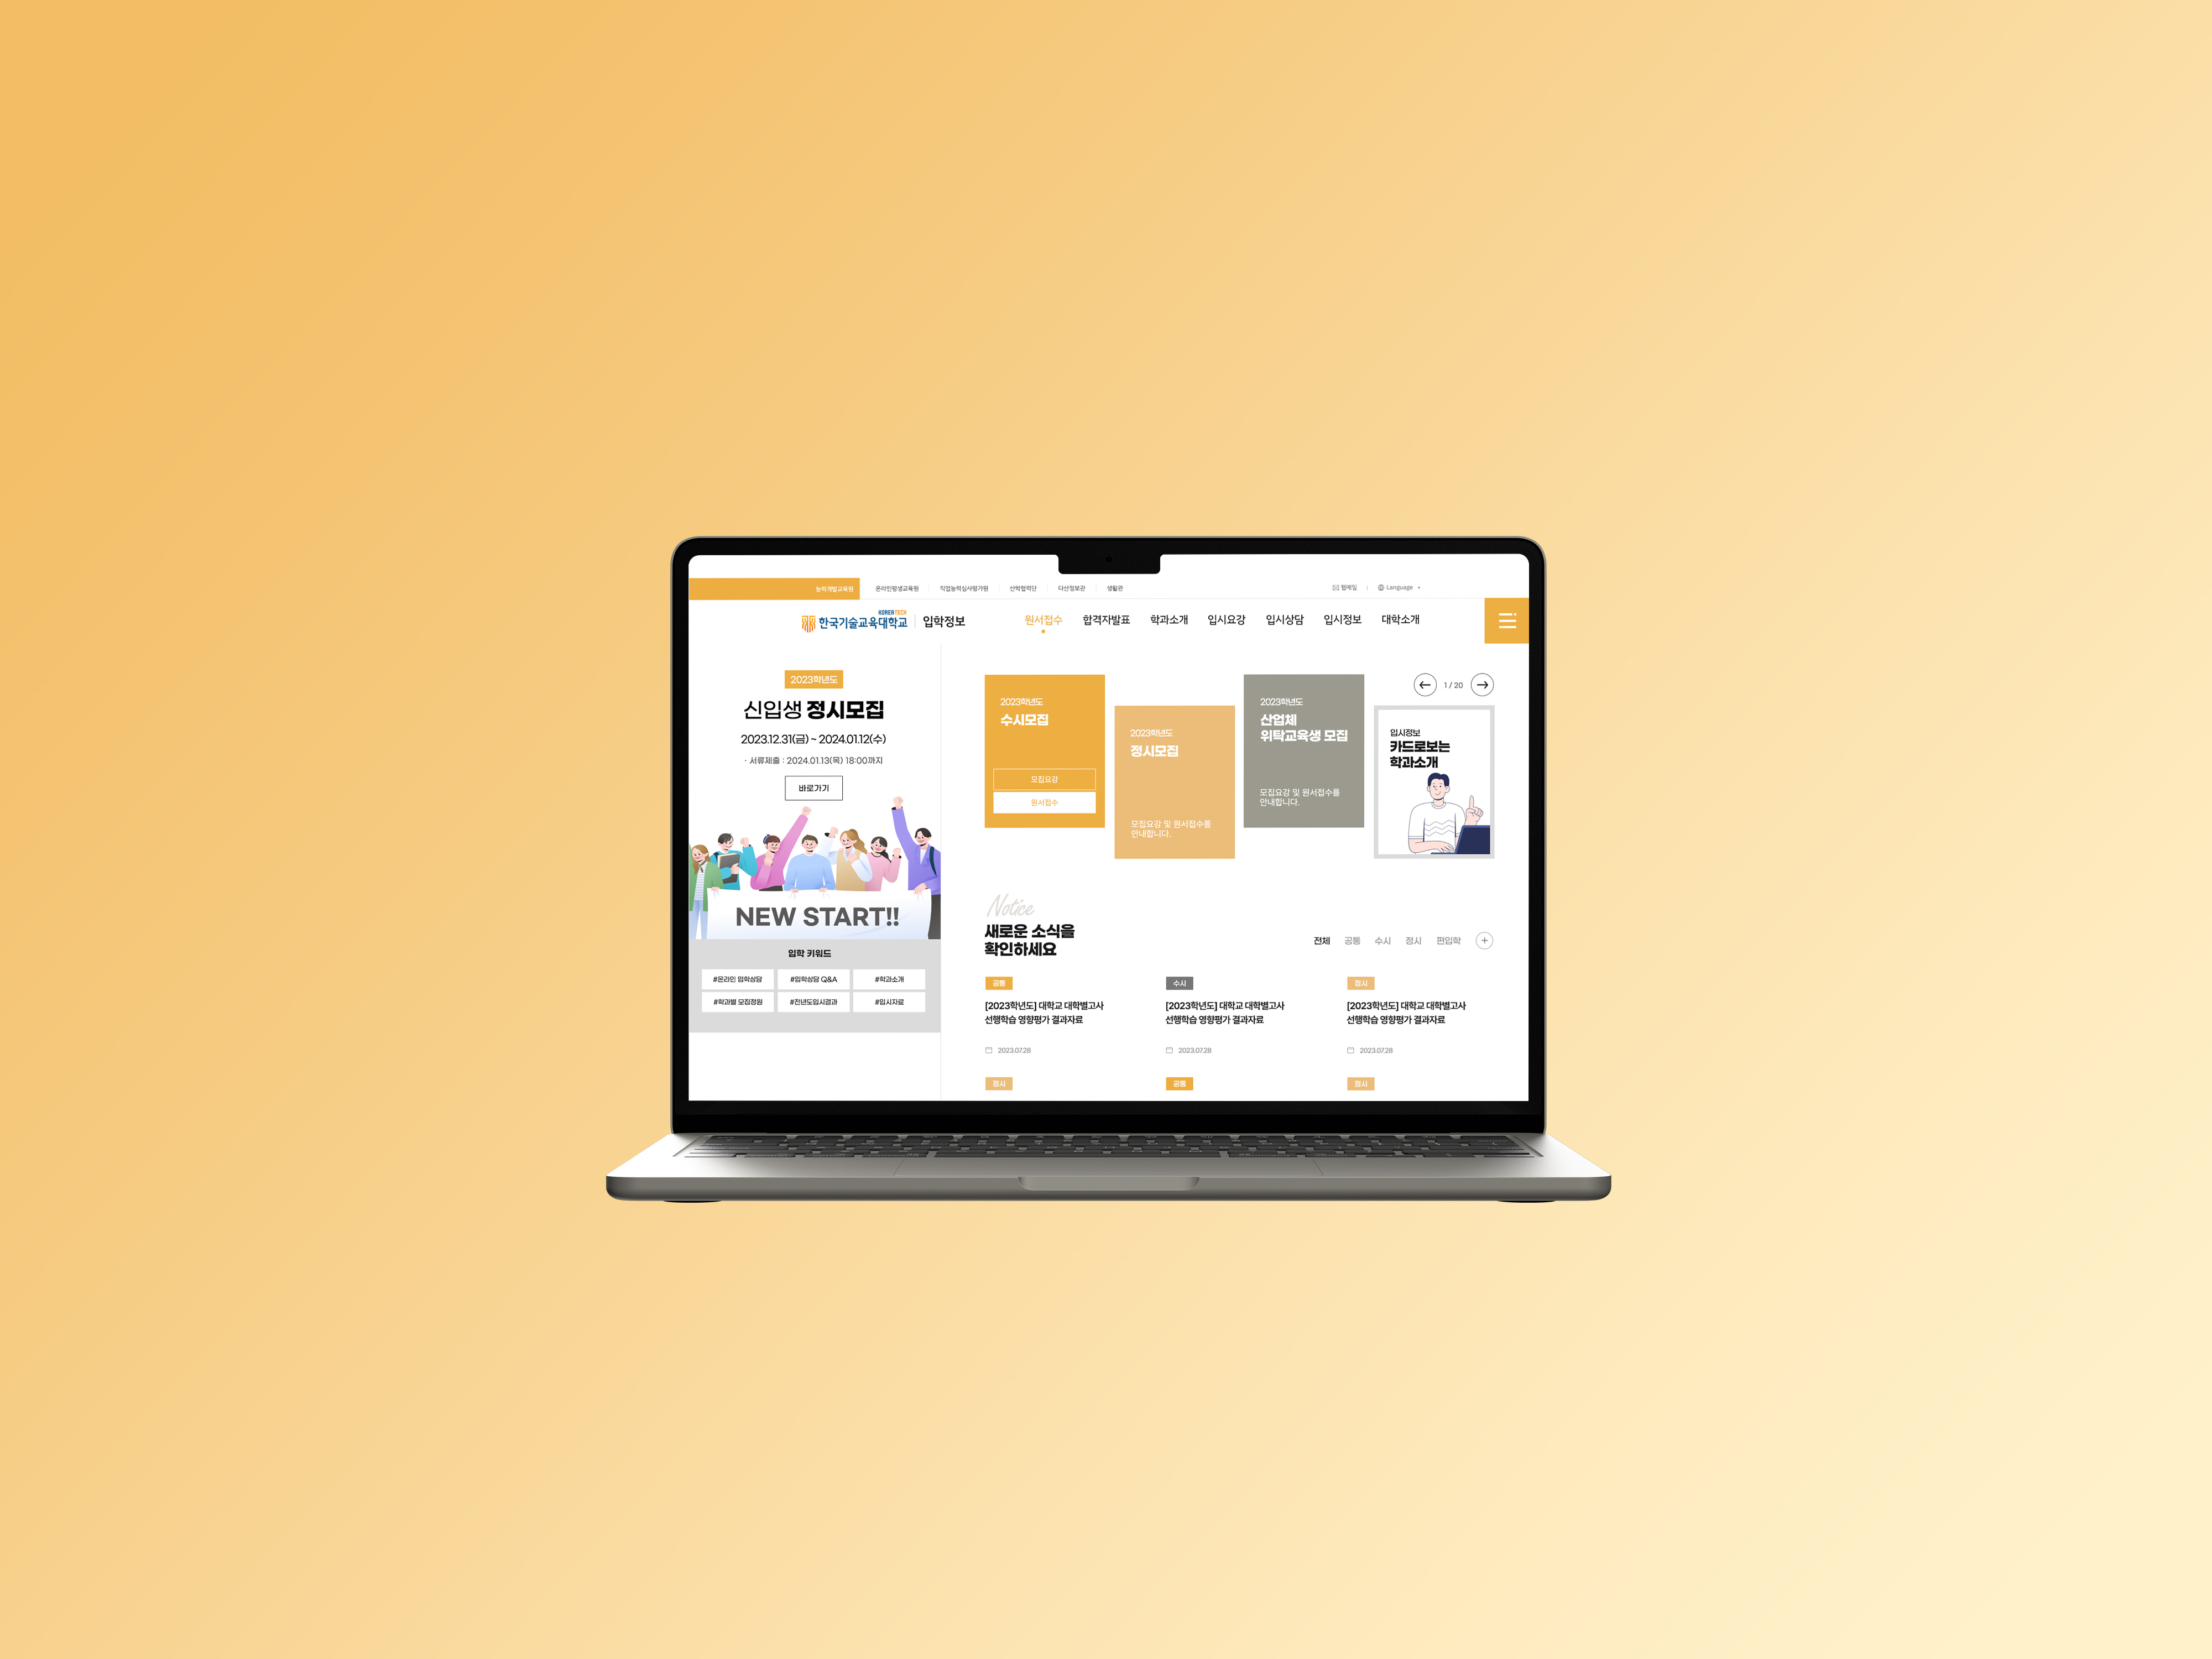 능력개발교육원
온라인평생교육원
직업능력심사평가원
산학협력단
다산정보관
생활관
웹메일
Language
KOREATECH
한국기술교육대학교
입학정보
원서접수
합격자발표
학과소개
입시요강
입시상담
입시정보
대학소개
2023학년도
신입생 정시모집
2023.12.31(금) ~ 2024.01.12(수)
· 서류제출 : 2024.01.13(목) 18:00까지
바로가기
NEW START!!
입학 키워드
#온라인 입학상담
#입학상담 Q&A
#학과소개
#학과별 모집정원
#전년도입시결과
#입시자료
2023학년도
수시모집
모집요강
원서접수
2023학년도
정시모집
모집요강 및 원서접수를
안내합니다.
2023학년도
산업체
위탁교육생 모집
모집요강 및 원서접수를
안내합니다.
1 / 20
입시정보
카드로보는
학과소개
Notice
새로운 소식을
확인하세요
전체
공통
수시
정시
편입학
공통
[2023학년도] 대학교 대학별고사
선행학습 영향평가 결과자료
2023.07.28
수시
[2023학년도] 대학교 대학별고사
선행학습 영향평가 결과자료
2023.07.28
정시
[2023학년도] 대학교 대학별고사
선행학습 영향평가 결과자료
2023.07.28
정시
공통
정시